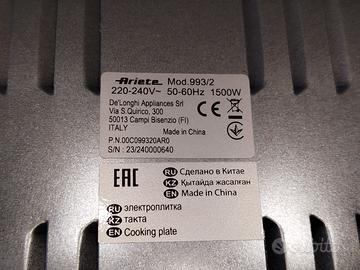 Ariete Mod.993/2
220-240V~ 50-60Hz 1500W
De'Longhi Appliances Srl
Via S.Quirico, 300
50013 Campi Bisenzio (FI)
ITALY
Made in China
P.N.00C099320AR0
S/N : 23/240000640
CE
EAC
RU Сделано в Китае
KZ Қытайда жасалған
EN Made in China
RU электроплитка
KZ тақта
EN Cooking plate
subito